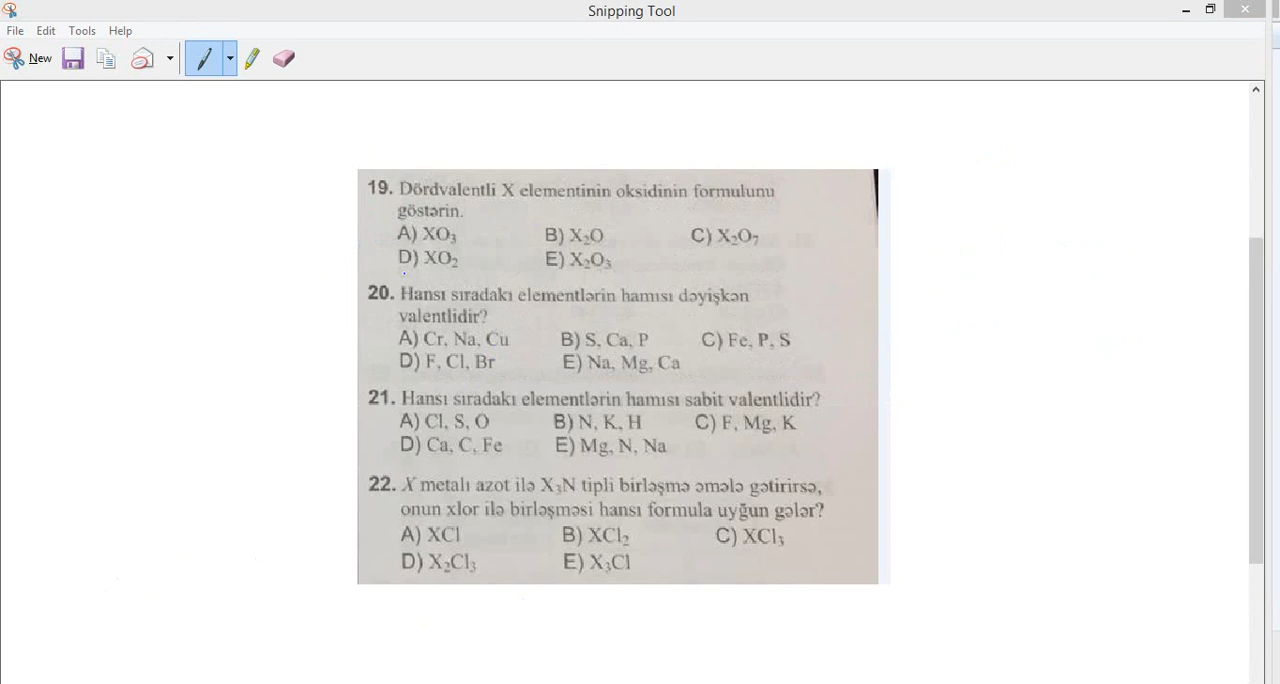 Snipping Tool
File Edit Tools Help
New
19. Dördvalentli X elementinin oksidinin formulunu
göstərin.
A) XO₃ B) X₂O C) X₂O₇
D) XO₂ E) X₂O₃
20. Hansı sıradakı elementlərin hamısı dəyişkən
valentlidir?
A) Cr, Na, Cu B) S, Ca, P C) Fe, P, S
D) F, Cl, Br E) Na, Mg, Ca
21. Hansı sıradakı elementlərin hamısı sabit valentlidir?
A) Cl, S, O B) N, K, H C) F, Mg, K
D) Ca, C, Fe E) Mg, N, Na
22. X metalı azot ilə X₃N tipli birləşmə əmələ gətirirsə,
onun xlor ilə birləşməsi hansı formula uyğun gələr?
A) XCl B) XCl₂ C) XCl₃
D) X₂Cl₃ E) X₃Cl